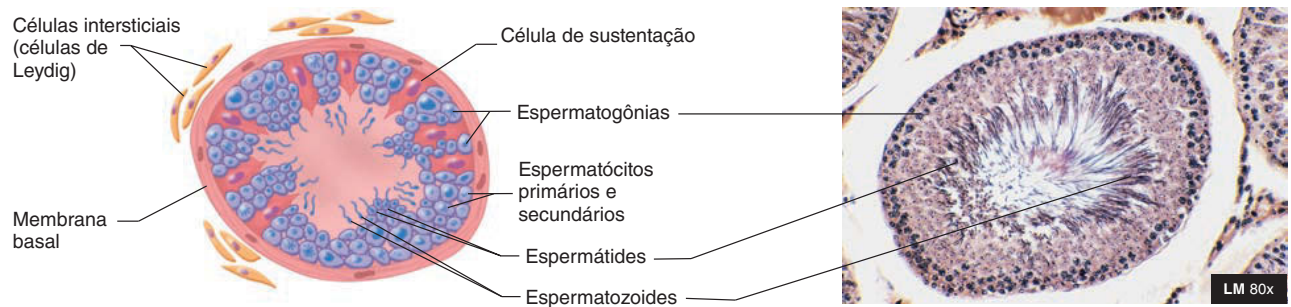 Células intersticiais
(células de
Leydig)
Membrana
basal
Célula de sustentação
Espermatogônias
Espermatócitos
primários e
secundários
Espermátides
Espermatozoides
LM 80x